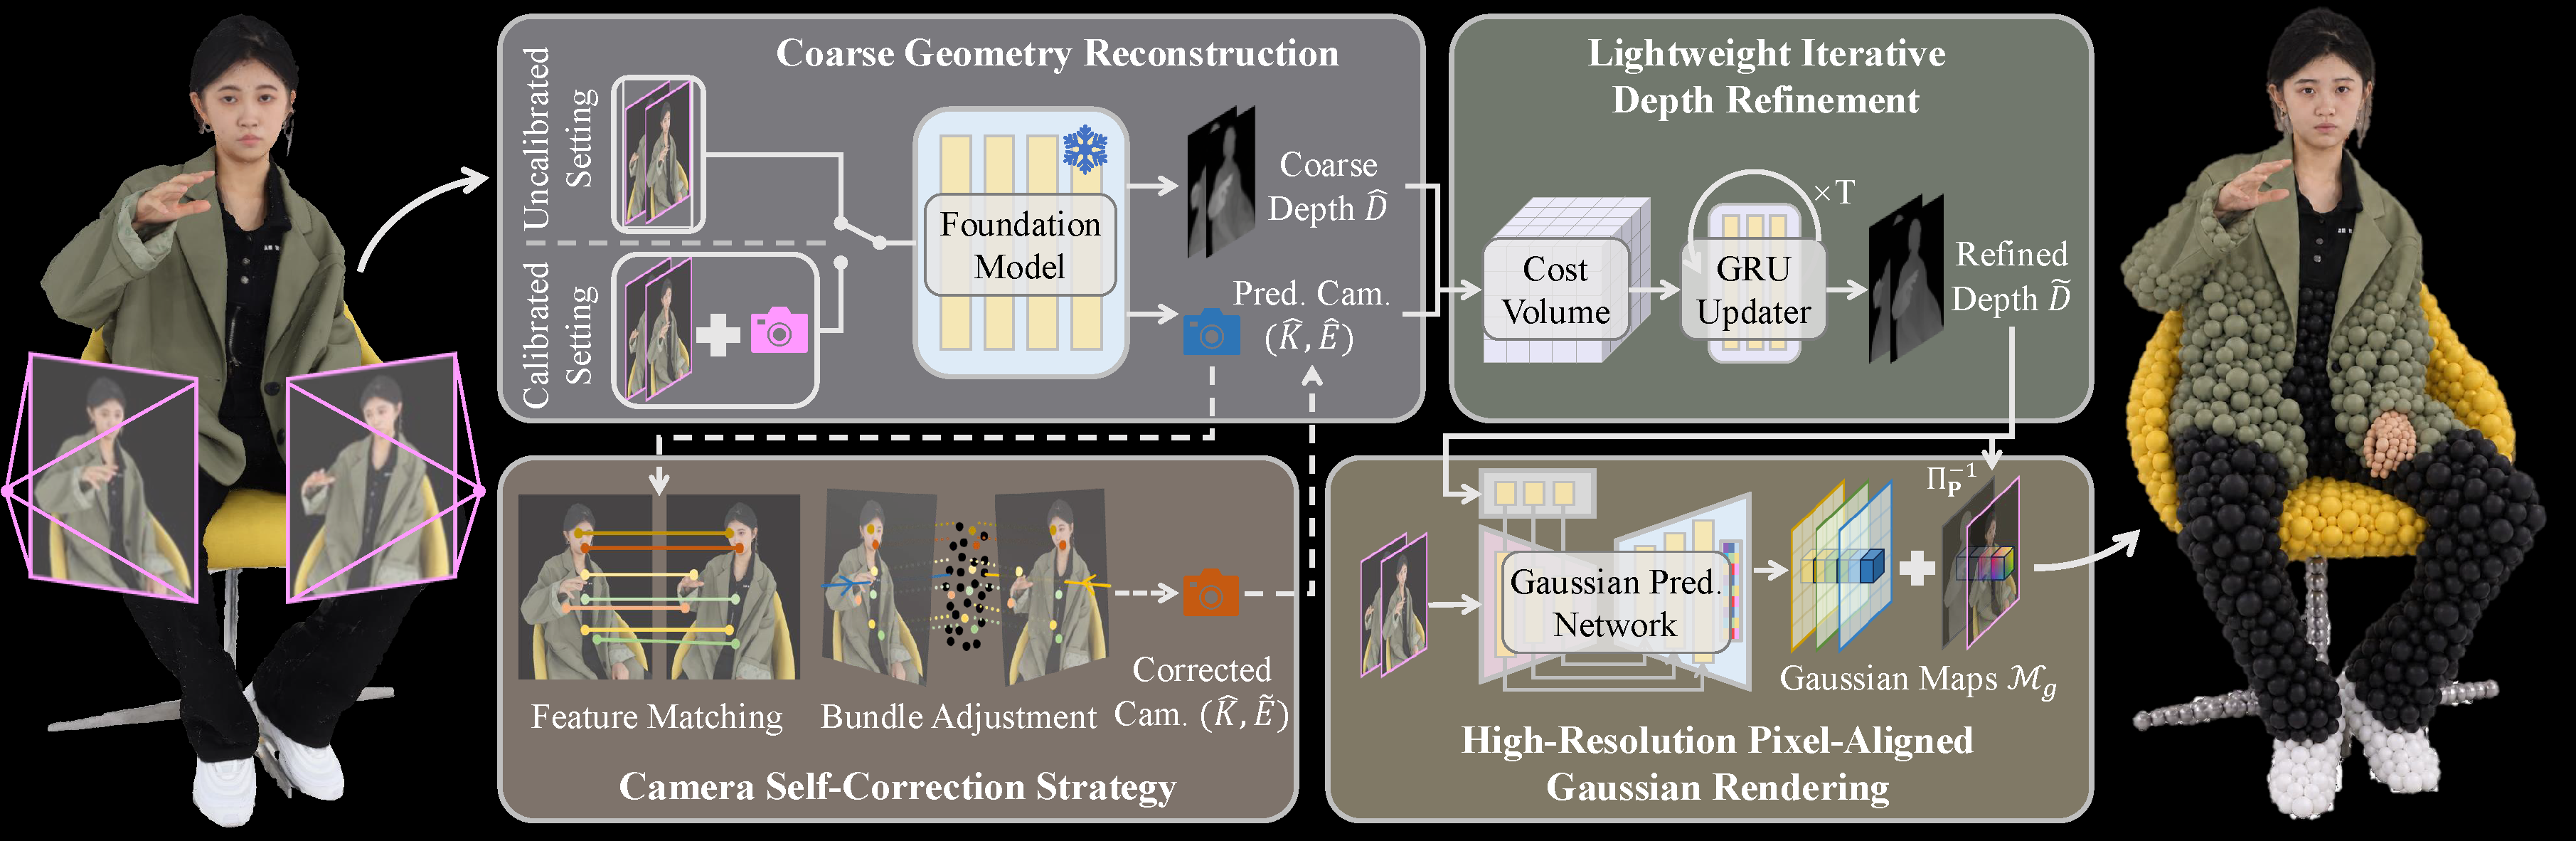 Coarse Geometry Reconstruction
Uncalibrated
Setting
Calibrated
Setting
Foundation
Model
Coarse
Depth D̂
Pred. Cam.
(K̂, Ê)
Lightweight Iterative
Depth Refinement
Cost
Volume
×T
GRU
Updater
Refined
Depth D̃
Feature Matching
Bundle Adjustment
Corrected
Cam. (K̂, Ẽ)
Camera Self-Correction Strategy
Π_P^{-1}
Gaussian Pred.
Network
Gaussian Maps ℳ_g
High-Resolution Pixel-Aligned
Gaussian Rendering